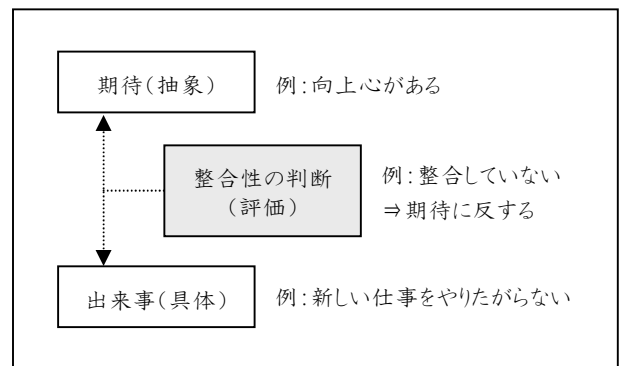 期待（抽象）
例：向上心がある
整合性の判断
（評価）
例：整合していない
⇒期待に反する
出来事（具体）
例：新しい仕事をやりたがらない